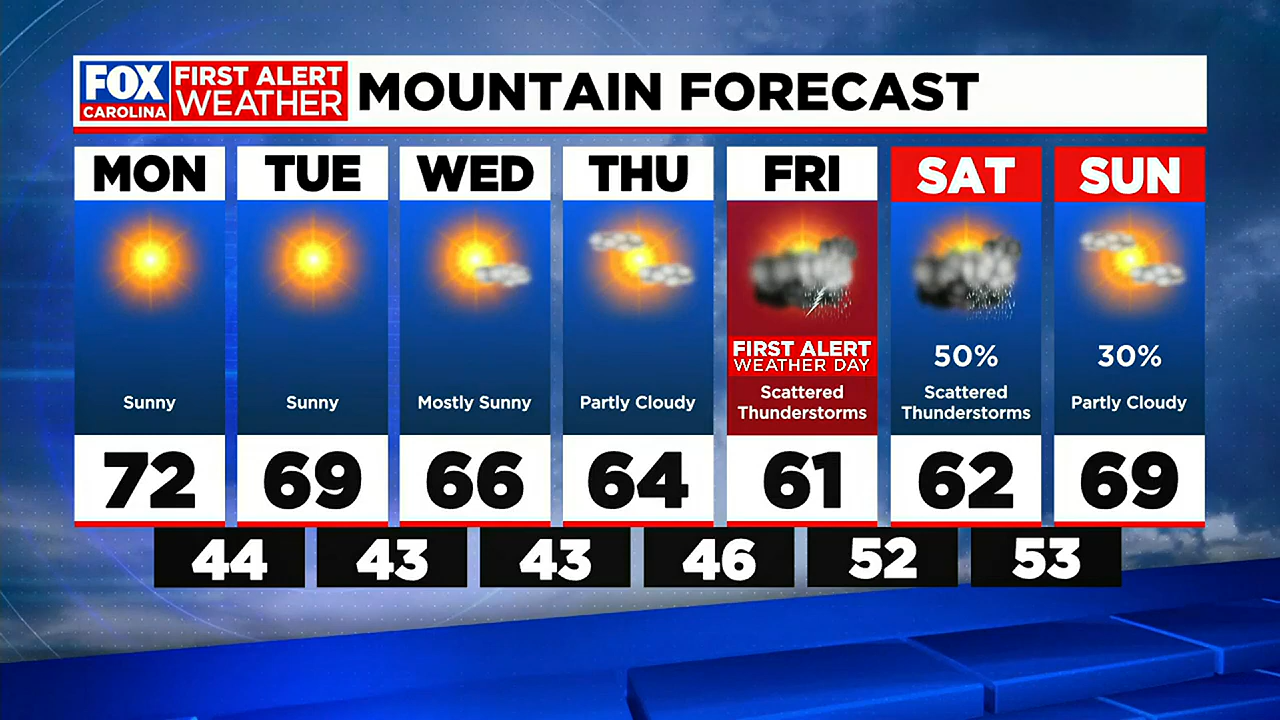 FOX
CAROLINA
FIRST ALERT
WEATHER
MOUNTAIN FORECAST
MON
TUE
WED
THU
FRI
SAT
SUN
FIRST ALERT
WEATHER DAY
50%
30%
Sunny
Sunny
Mostly Sunny
Partly Cloudy
Scattered
Thunderstorms
Scattered
Thunderstorms
Partly Cloudy
72
69
66
64
61
62
69
44
43
43
46
52
53